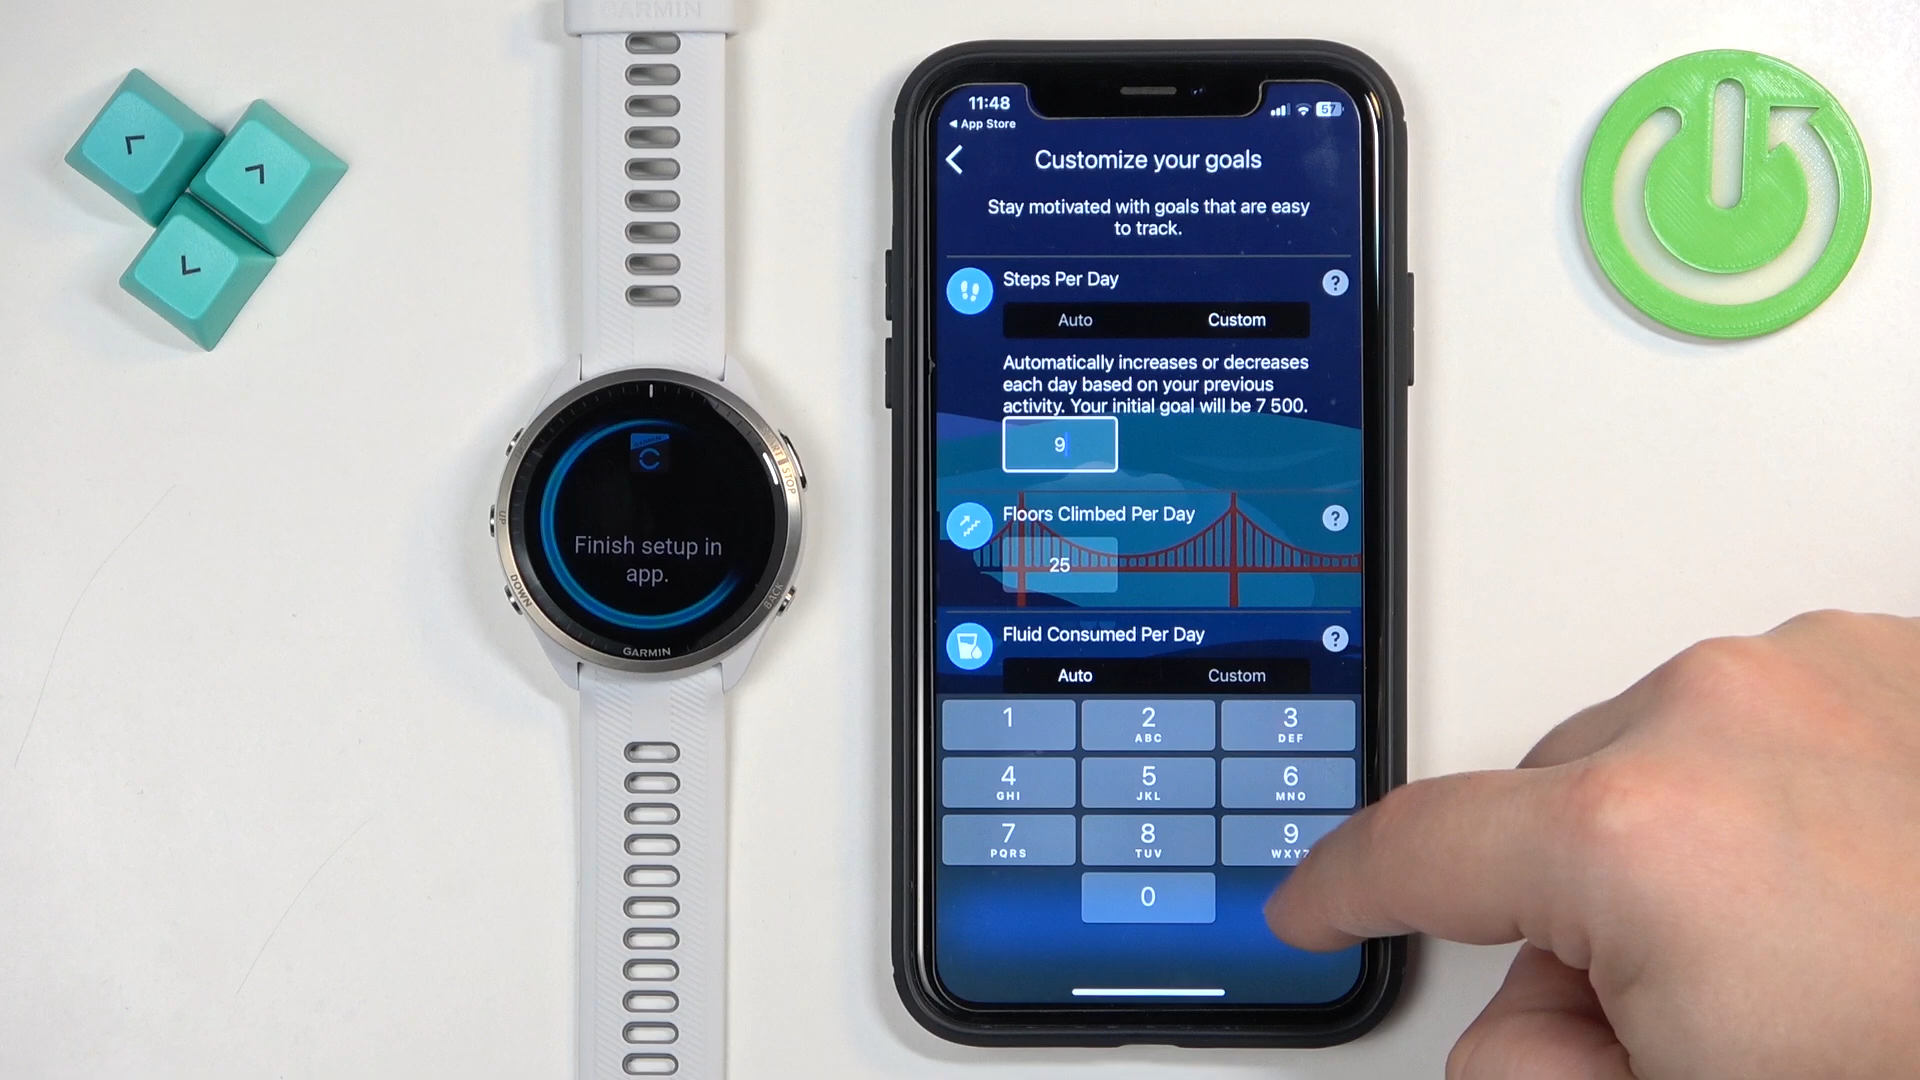 GARMIN
START
STOP
UP
DOWN
BACK
Finish setup in
app.
GARMIN
11:48
57
App Store
Customize your goals
Stay motivated with goals that are easy
to track.
Steps Per Day
?
Auto
Custom
Automatically increases or decreases
each day based on your previous
activity. Your initial goal will be 7 500.
9
Floors Climbed Per Day
?
25
Fluid Consumed Per Day
?
Auto
Custom
1
2
ABC
3
DEF
4
GHI
5
JKL
6
MNO
7
PQRS
8
TUV
9
WXYZ
0